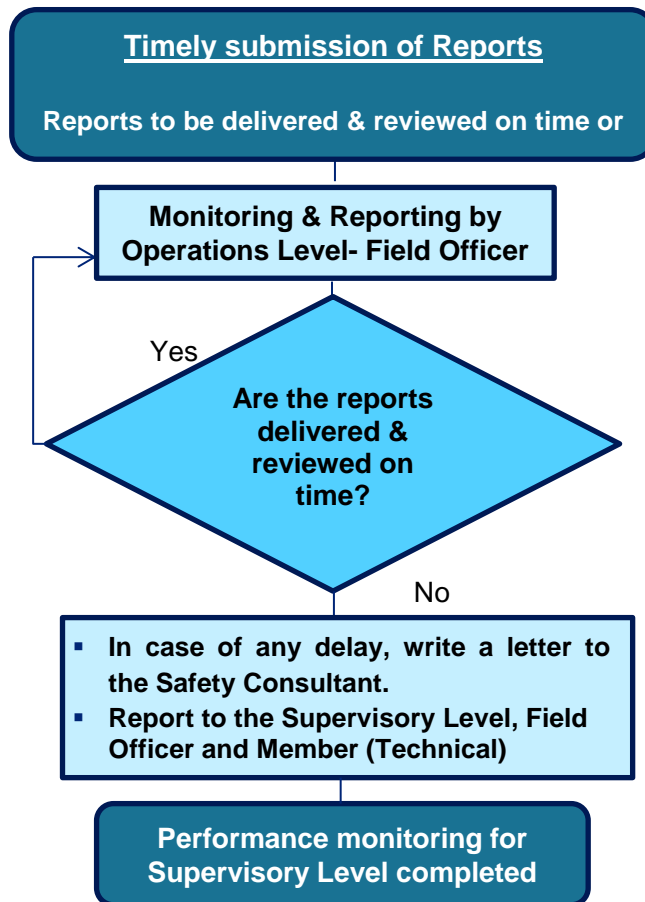 Timely submission of Reports
Reports to be delivered & reviewed on time or
Monitoring & Reporting by
Operations Level- Field Officer
Yes
Are the reports
delivered &
reviewed on
time?
No
▪ In case of any delay, write a letter to
the Safety Consultant.
▪ Report to the Supervisory Level, Field
Officer and Member (Technical)
Performance monitoring for
Supervisory Level completed